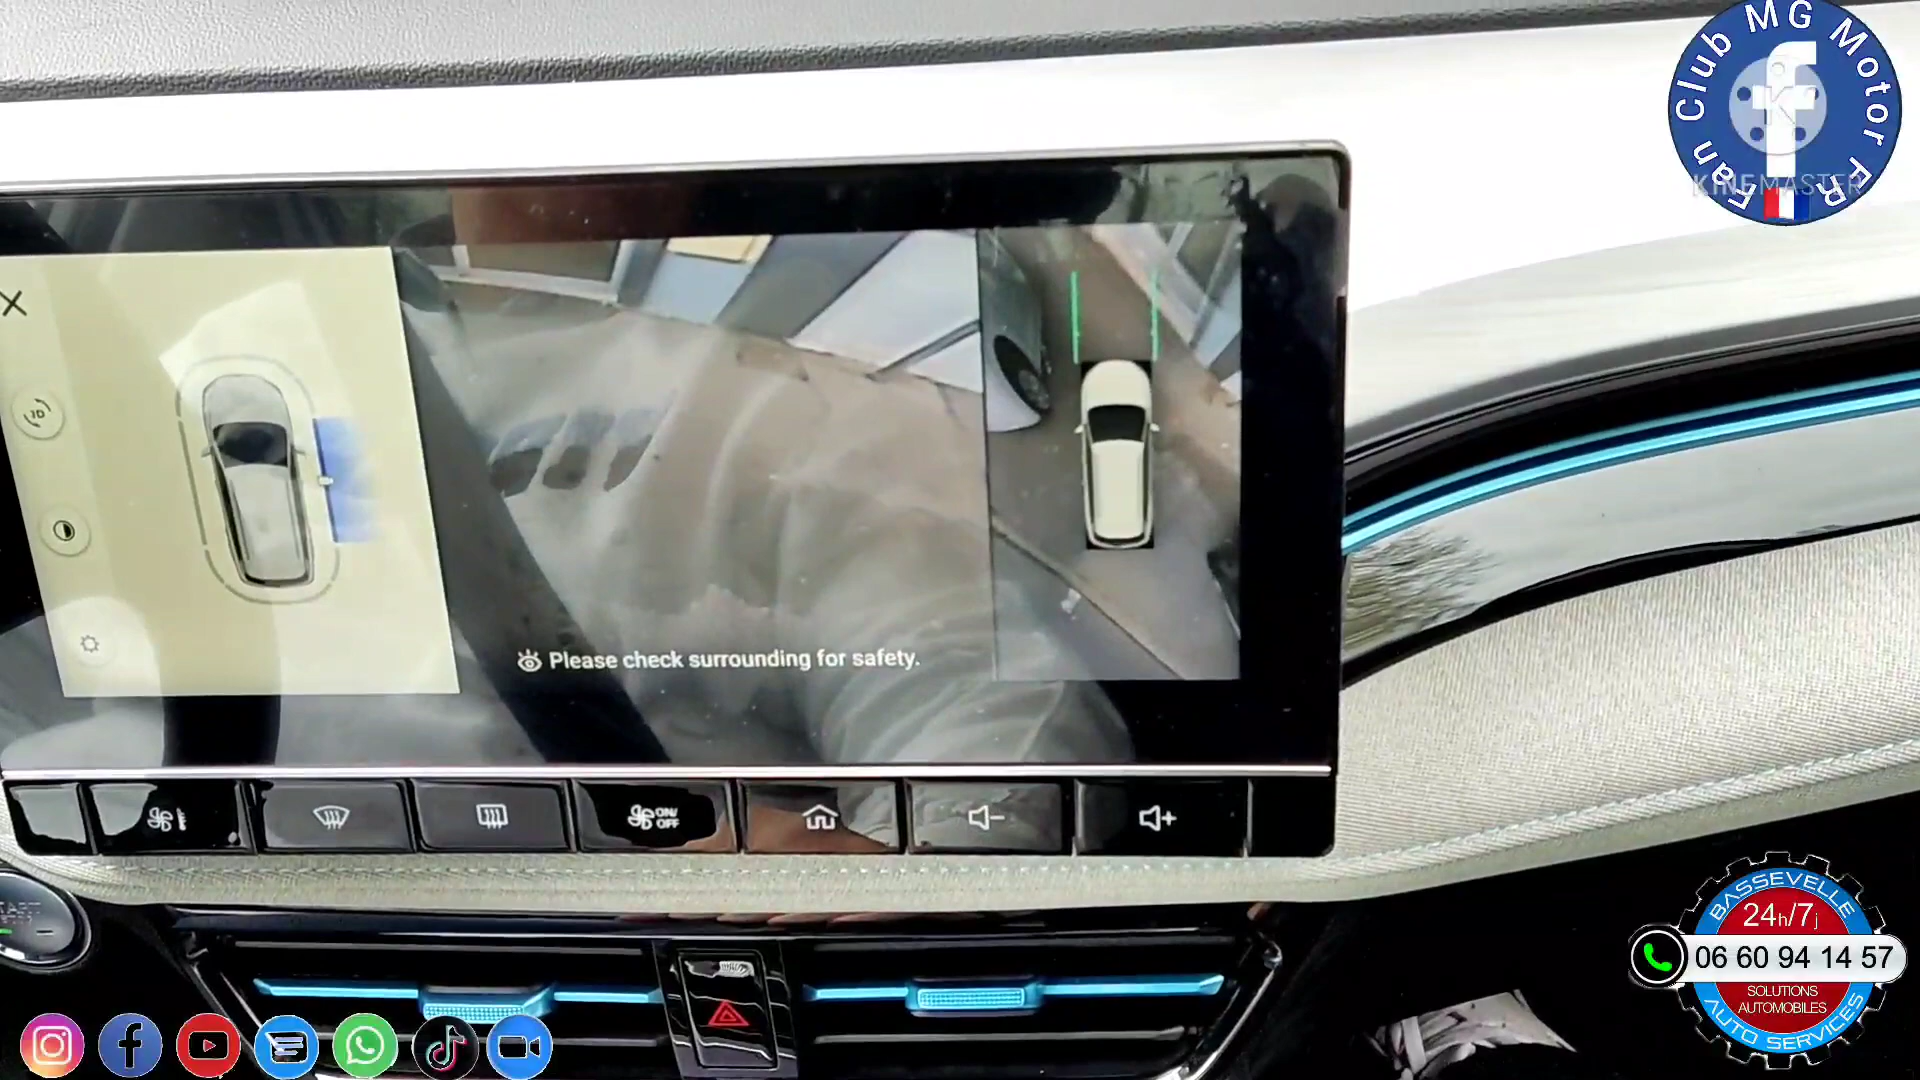 Fan Club MG Motor FR
KINEMASTER
Please check surrounding for safety.
ON/
OFF
BASSEVELLE
24h/7j
06 60 94 14 57
SOLUTIONS
AUTOMOBILES
AUTO SERVICES